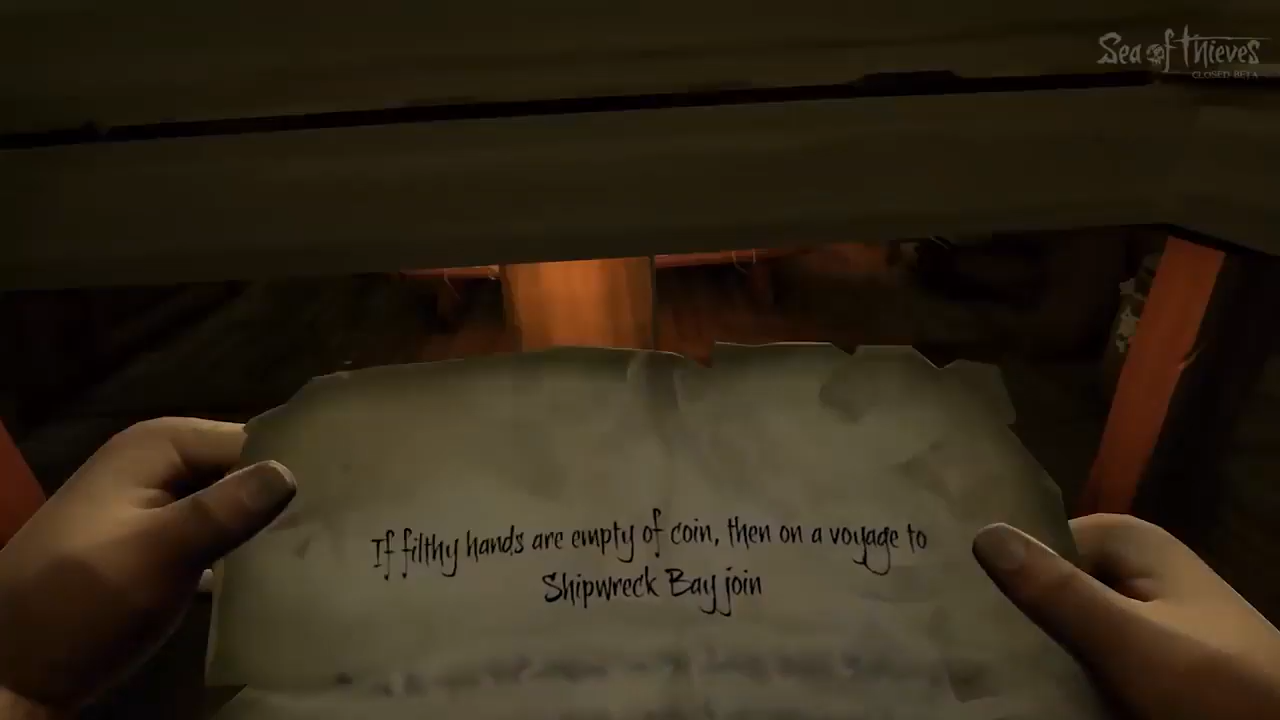 Sea of Thieves
CLOSED BETA
If filthy hands are empty of coin, then on a voyage to
Shipwreck Bay join